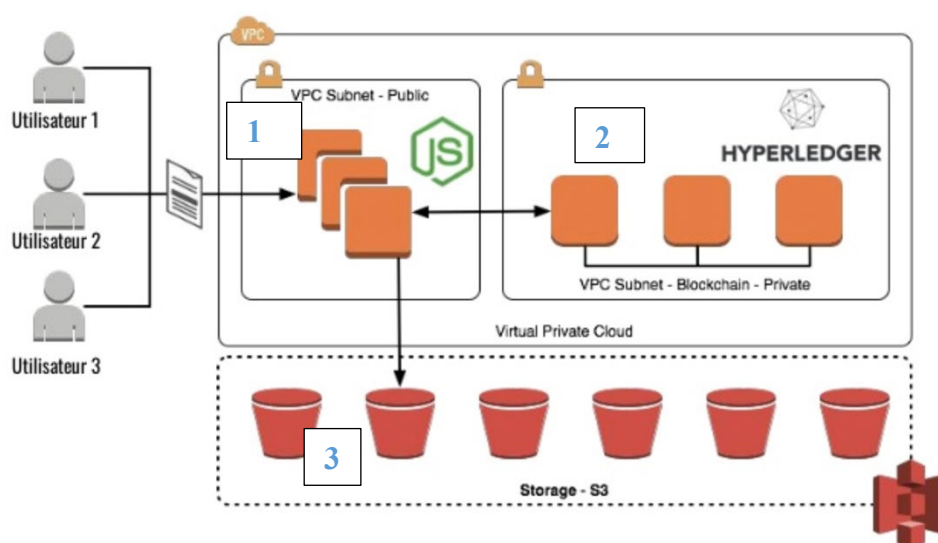 VPC
VPC Subnet - Public
1
2
JS
HYPERLEDGER
Utilisateur 1
Utilisateur 2
Utilisateur 3
VPC Subnet - Blockchain - Private
Virtual Private Cloud
3
Storage - S3